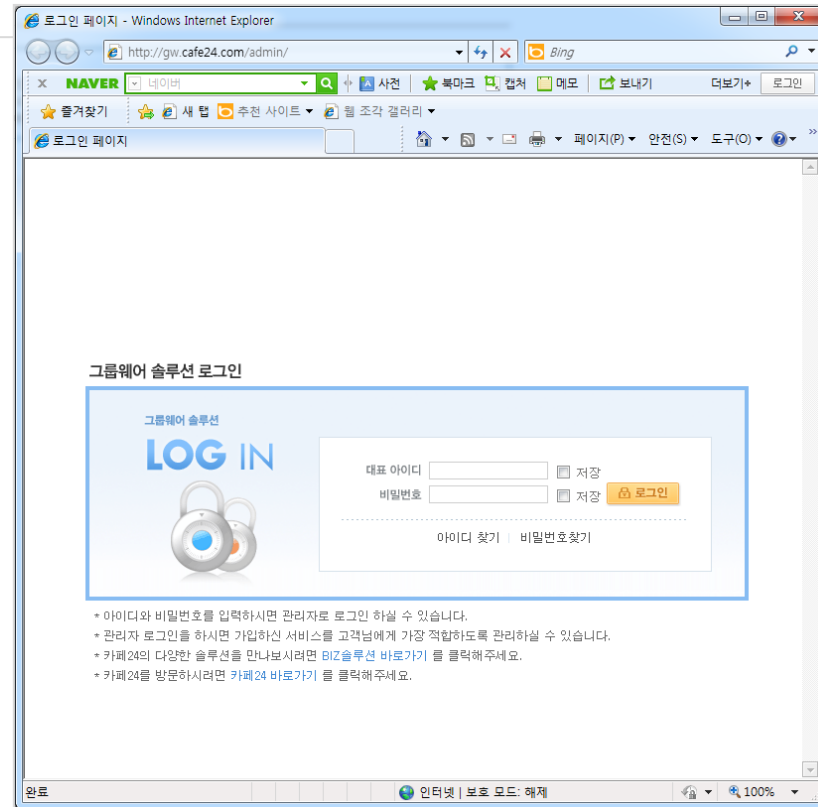 로그인 페이지 - Windows Internet Explorer
http://gw.cafe24.com/admin/ Bing
x NAVER 네이버 사전 북마크 캡처 메모 보내기 더보기+ 로그인
즐겨찾기 새 탭 추천 사이트 웹 조각 갤러리
로그인 페이지 페이지(P) 안전(S) 도구(O) »
그룹웨어 솔루션 로그인
그룹웨어 솔루션
LOG IN
대표 아이디 저장
비밀번호 저장 로그인
아이디 찾기 | 비밀번호찾기
* 아이디와 비밀번호를 입력하시면 관리자로 로그인 하실 수 있습니다.
* 관리자 로그인을 하시면 가입하신 서비스를 고객님에게 가장 적합하도록 관리하실 수 있습니다.
* 카페24의 다양한 솔루션을 만나보시려면 BIZ솔루션 바로가기 를 클릭해주세요.
* 카페24를 방문하시려면 카페24 바로가기 를 클릭해주세요.
완료 인터넷 | 보호 모드: 해제 100%